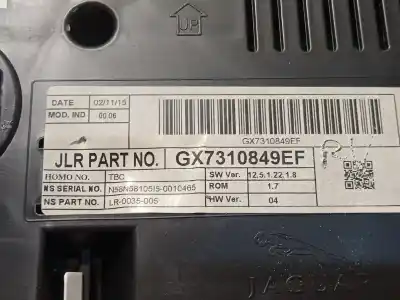 UP
DATE 02/11/15
MOD. IND 00.06
GX7310849EF
JLR PART NO. GX7310849EF
HOMO NO. TBC SW Ver. 12.5.1.22.1.8
NS SERIAL NO. ROM 1.7
NS PART NO. LR-0035-005 HW Ver. 04
JAGUAR